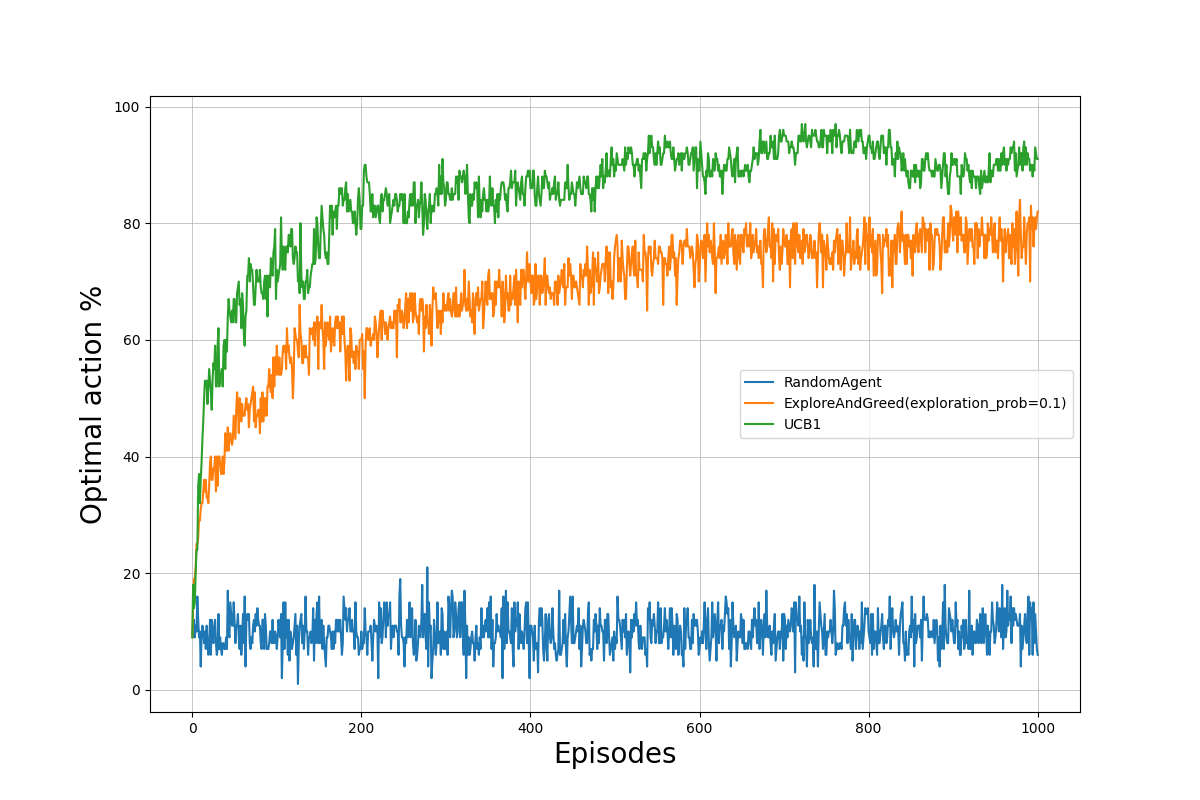 Optimal action %
100
80
60
40
20
0
RandomAgent
ExploreAndGreed(exploration_prob=0.1)
UCB1
0 200 400 600 800 1000
Episodes